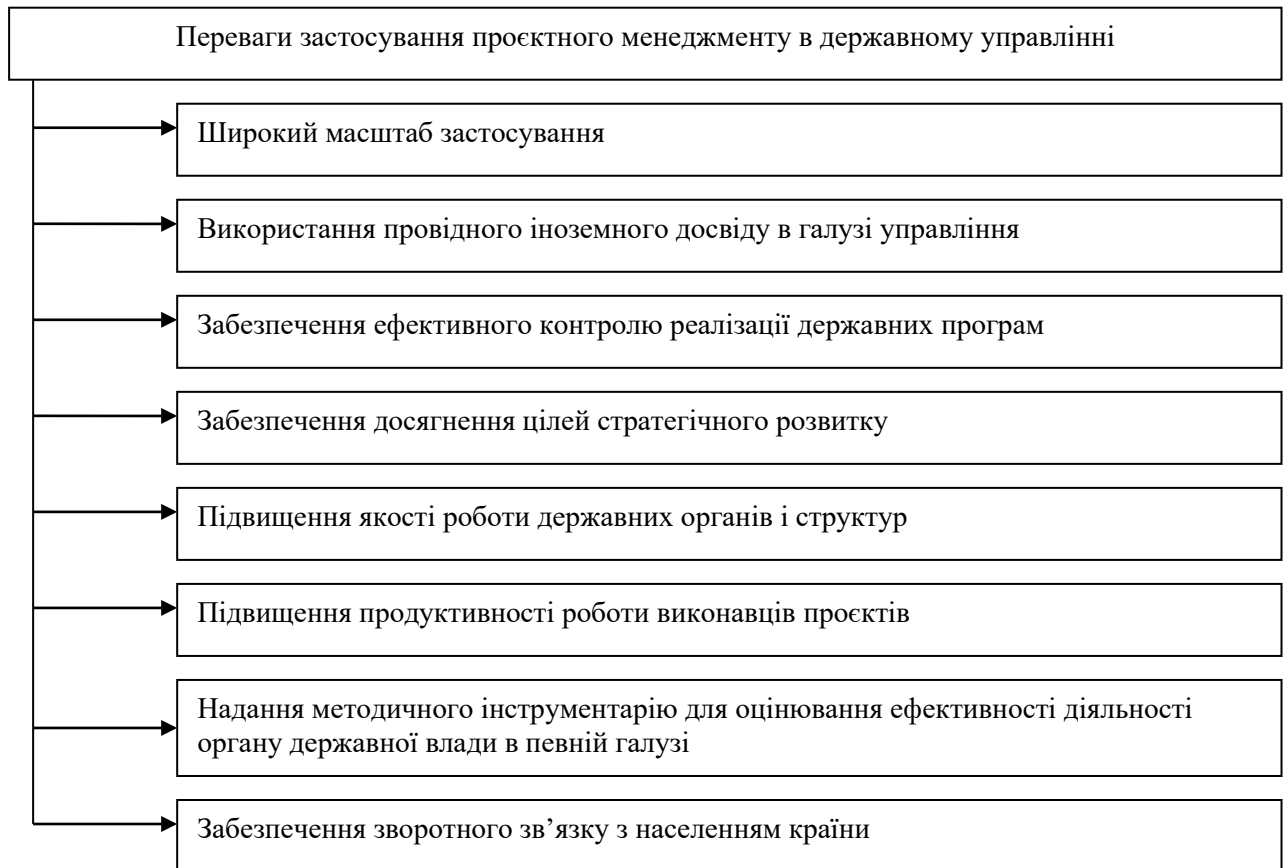 Переваги застосування проєктного менеджменту в державному управлінні
Широкий масштаб застосування
Використання провідного іноземного досвіду в галузі управління
Забезпечення ефективного контролю реалізації державних програм
Забезпечення досягнення цілей стратегічного розвитку
Підвищення якості роботи державних органів і структур
Підвищення продуктивності роботи виконавців проєктів
Надання методичного інструментарію для оцінювання ефективності діяльності
органу державної влади в певній галузі
Забезпечення зворотного зв’язку з населенням країни